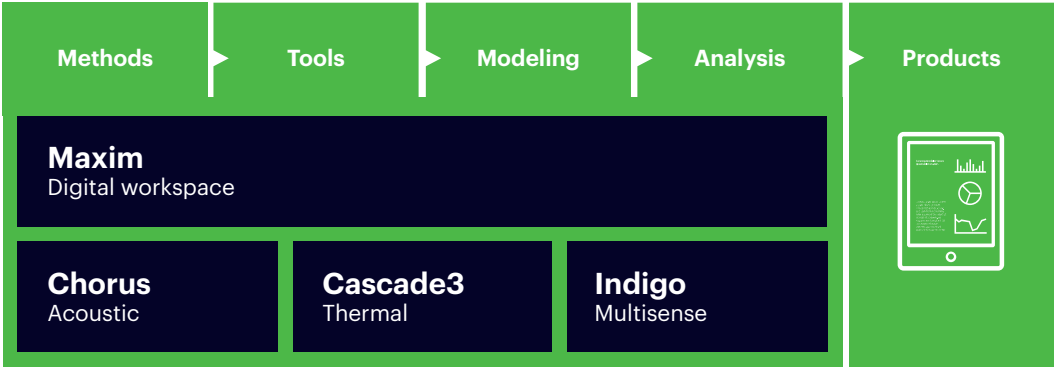 Methods
Tools
Modeling
Analysis
Products
Maxim
Digital workspace
Chorus
Acoustic
Cascade3
Thermal
Indigo
Multisense